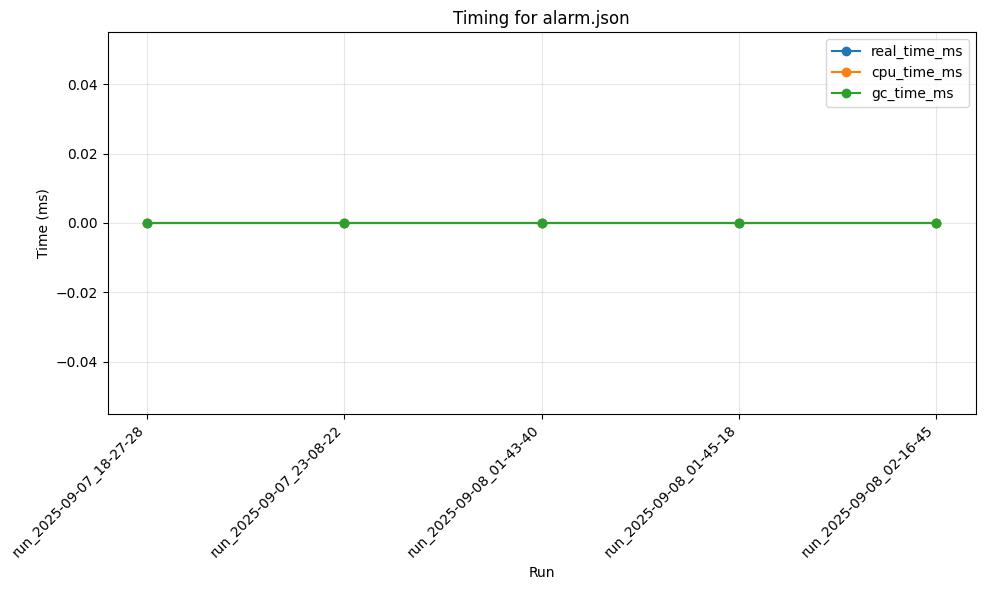 Timing for alarm.json
real_time_ms
cpu_time_ms
gc_time_ms
Time (ms)
0.04
0.02
0.00
−0.02
−0.04
run_2025-09-07_18-27-28
run_2025-09-07_23-08-22
run_2025-09-08_01-43-40
run_2025-09-08_01-45-18
run_2025-09-08_02-16-45
Run